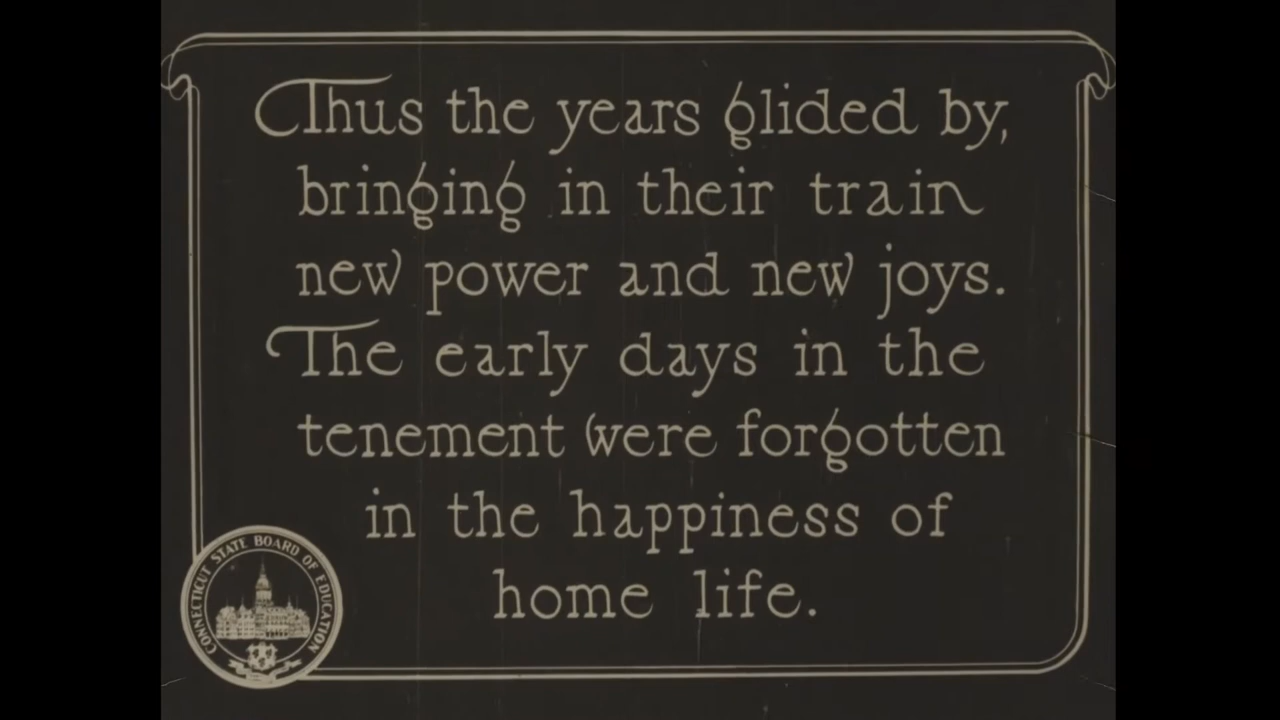 Thus the years glided by,
bringing in their train
new power and new joys.
The early days in the
tenement were forgotten
in the happiness of
home life.
CONNECTICUT STATE BOARD OF EDUCATION